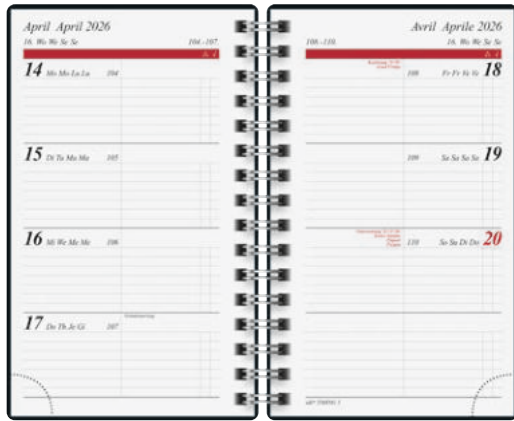 April April 2026
16. Wo We Se Se 104.-107.
14 Mo Mo Lu Lu 104
15 Di Tu Ma Ma 105
16 Mi We Me Me 106
17 Do Th Je Gi 107
Avril Aprile 2026
108.-110. 16. Wo We Se Se
108 Fr Fr Ve Ve 18
109 Sa Sa Sa Sa 19
110 So Su Di Do 20